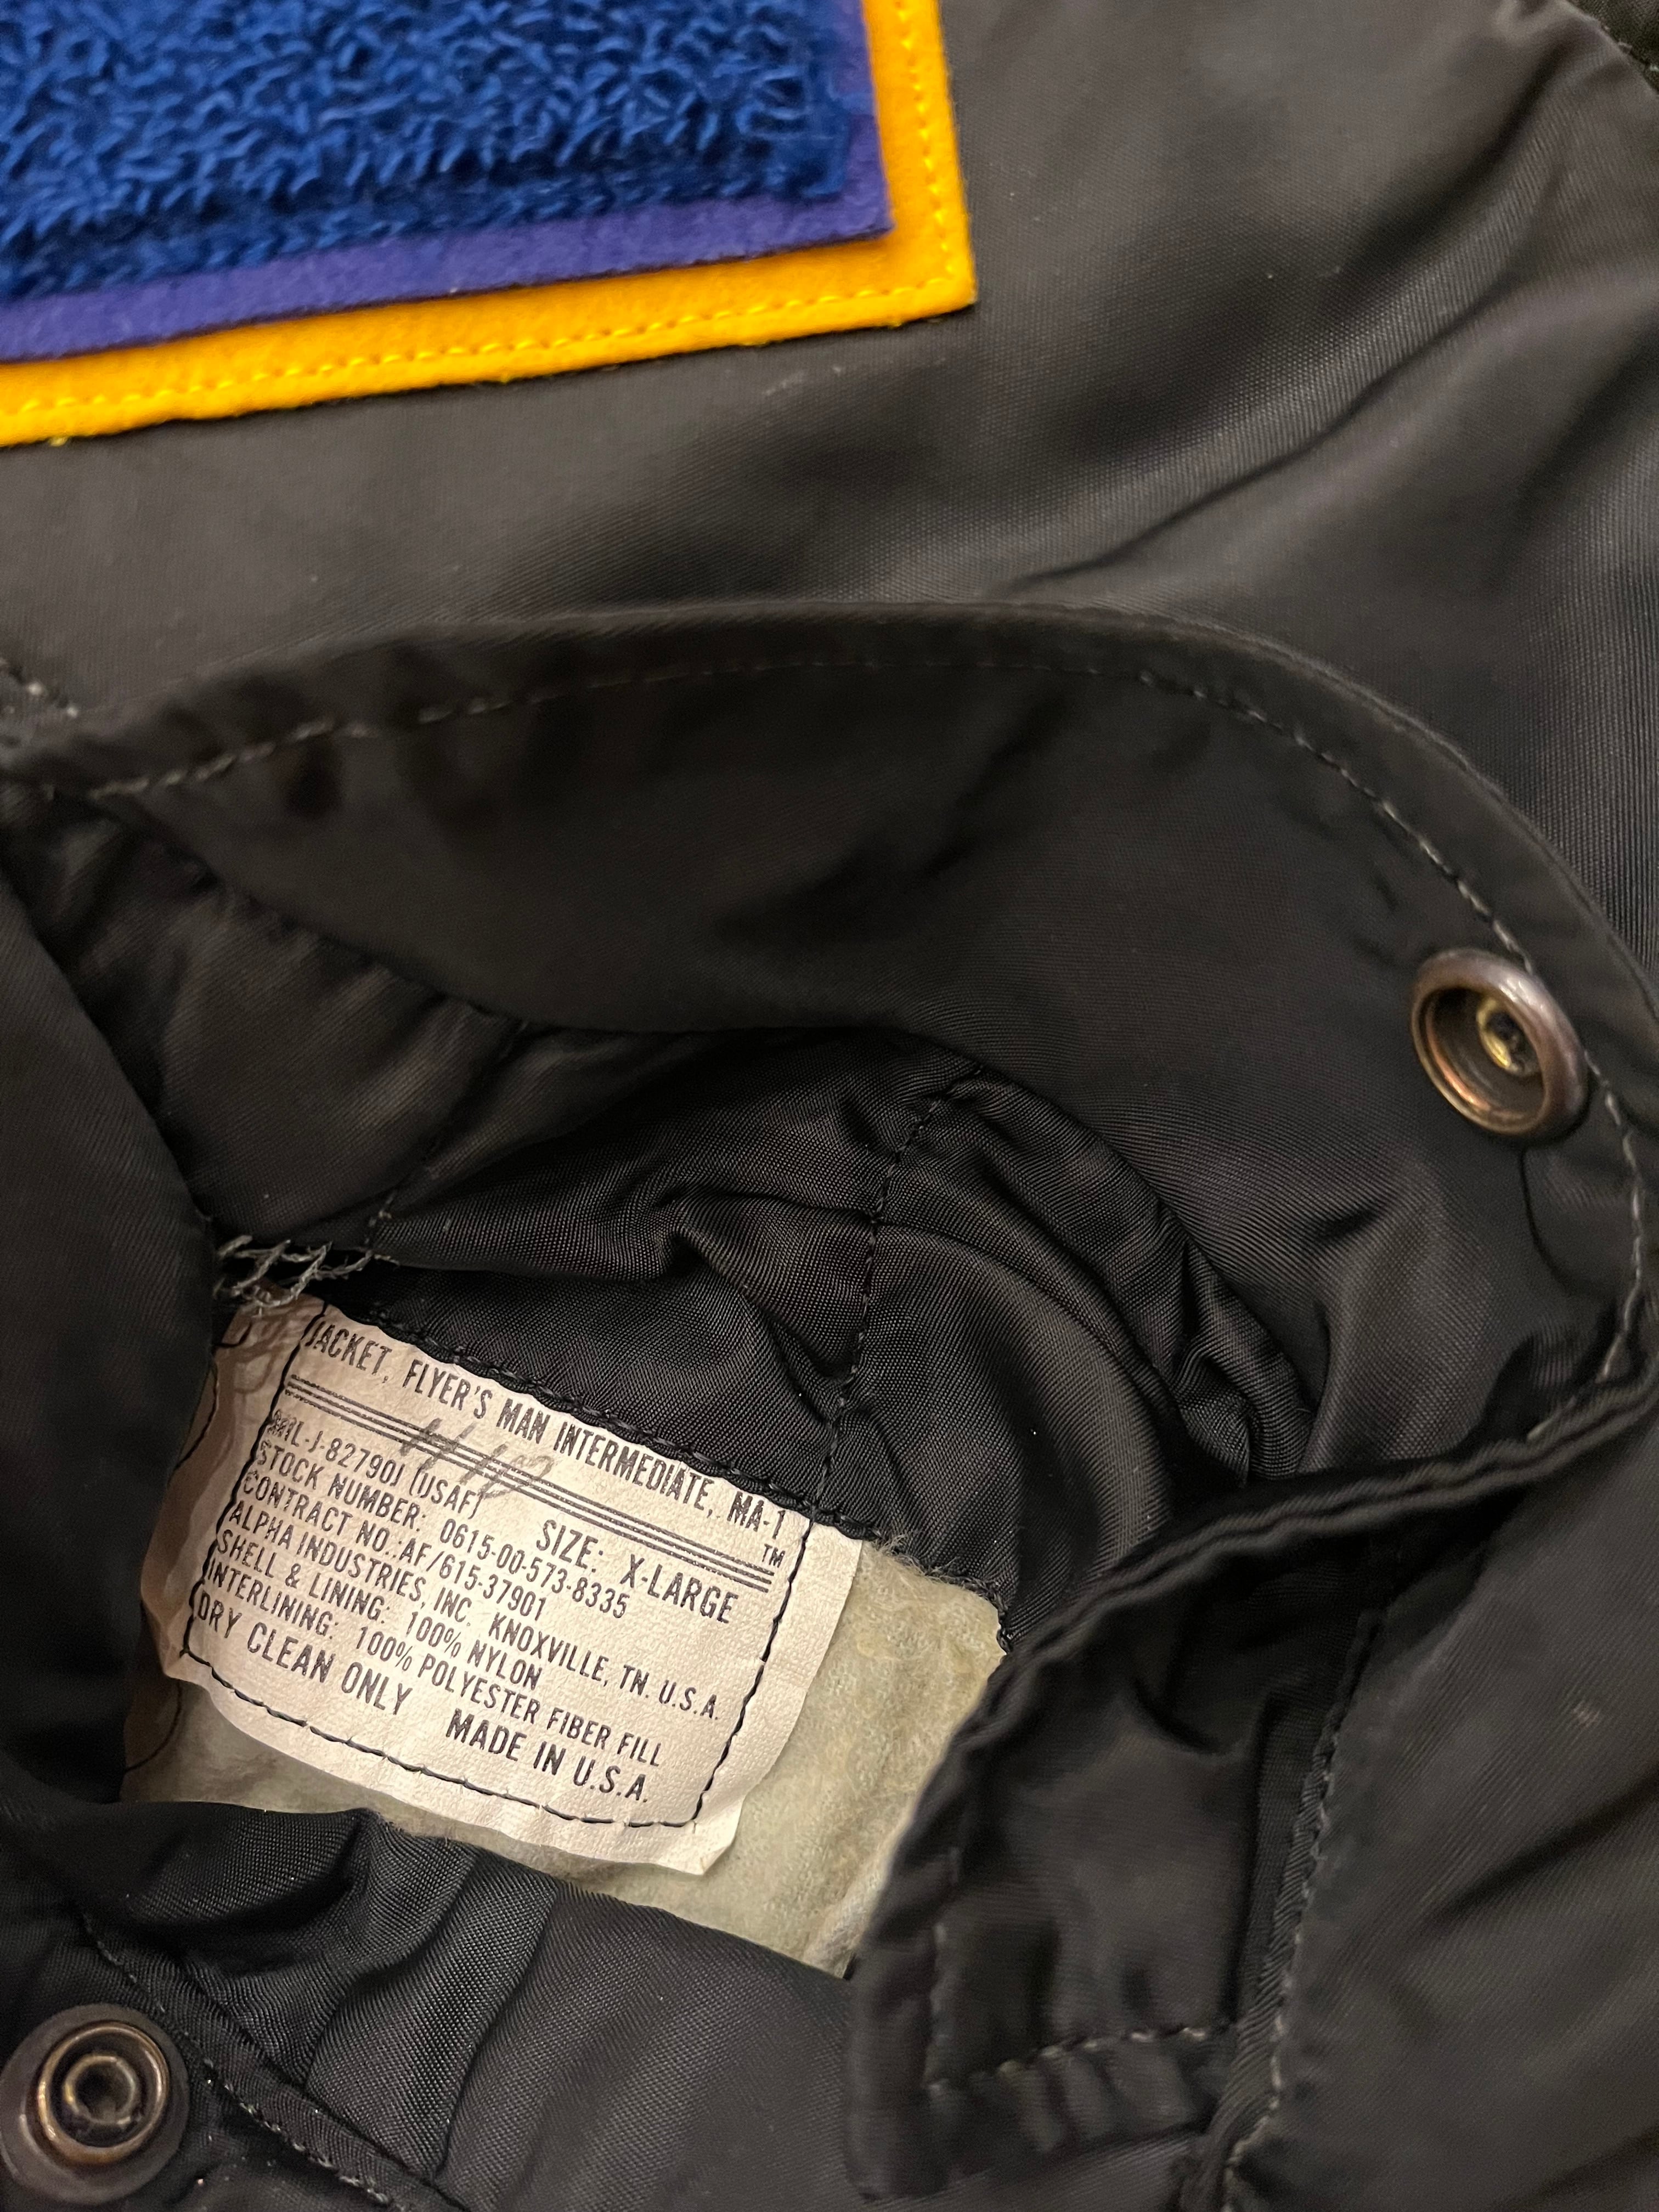 JACKET, FLYER'S MAN INTERMEDIATE, MA-1
TM
MIL-J-82790J (USAF) SIZE: X-LARGE
STOCK NUMBER: 0615-00-573-8335
CONTRACT NO.:AF/615-37901
ALPHA INDUSTRIES, INC. KNOXVILLE, TN. U.S.A.
SHELL & LINING: 100% NYLON
INTERLINING: 100% POLYESTER FIBER FILL
DRY CLEAN ONLY MADE IN U.S.A.